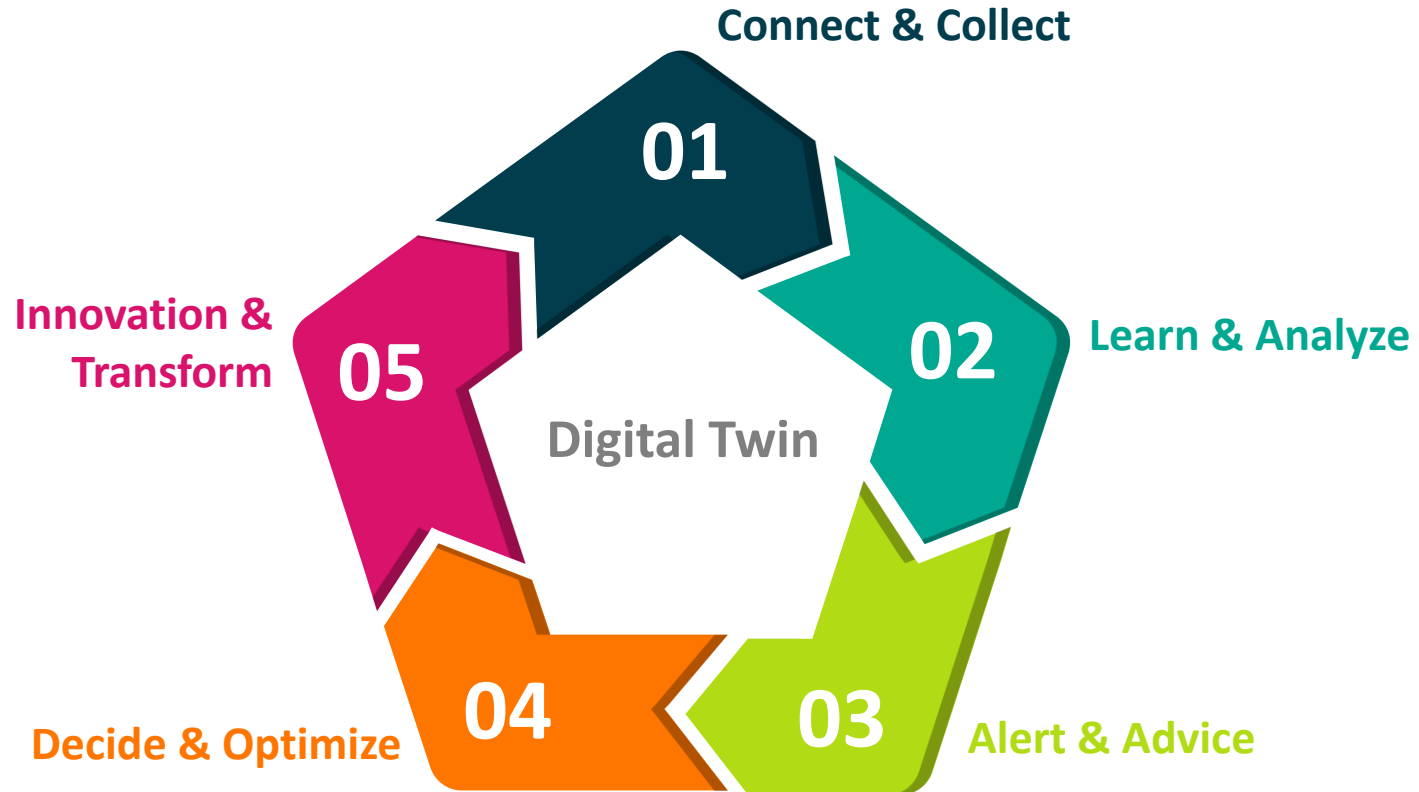 Connect & Collect
01
02
Learn & Analyze
Innovation &
Transform
05
Digital Twin
04
Decide & Optimize
03
Alert & Advice